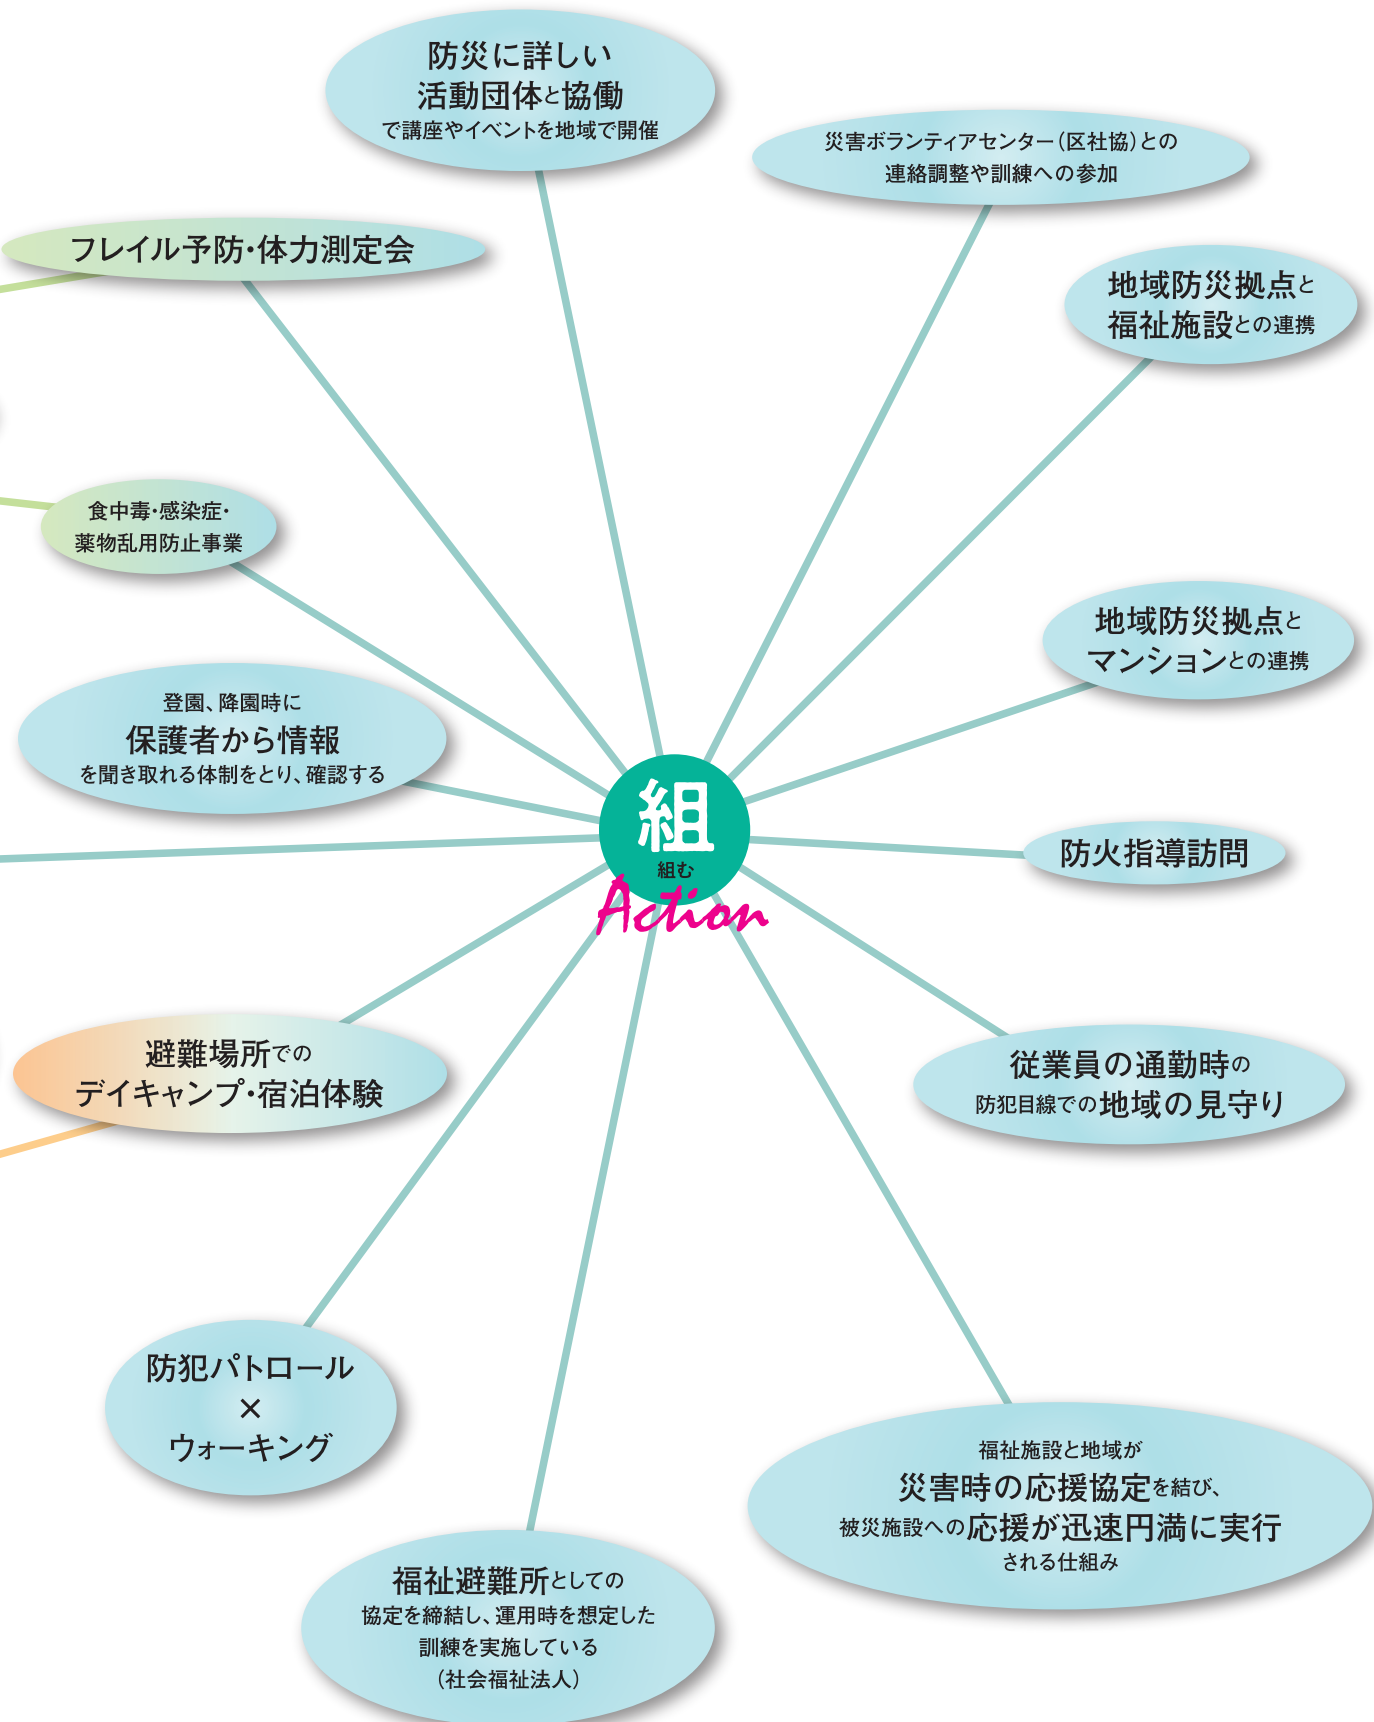 防災に詳しい
活動団体と協働
で講座やイベントを地域で開催
災害ボランティアセンター(区社協)との
連絡調整や訓練への参加
フレイル予防・体力測定会
地域防災拠点と
福祉施設との連携
食中毒・感染症・
薬物乱用防止事業
地域防災拠点と
マンションとの連携
登園、降園時に
保護者から情報
を聞き取れる体制をとり、確認する
組
組む
Action
防火指導訪問
避難場所での
デイキャンプ・宿泊体験
従業員の通勤時の
防犯目線での地域の見守り
防犯パトロール
×
ウォーキング
福祉施設と地域が
災害時の応援協定を結び、
被災施設への応援が迅速円満に実行
される仕組み
福祉避難所としての
協定を締結し、運用時を想定した
訓練を実施している
(社会福祉法人)